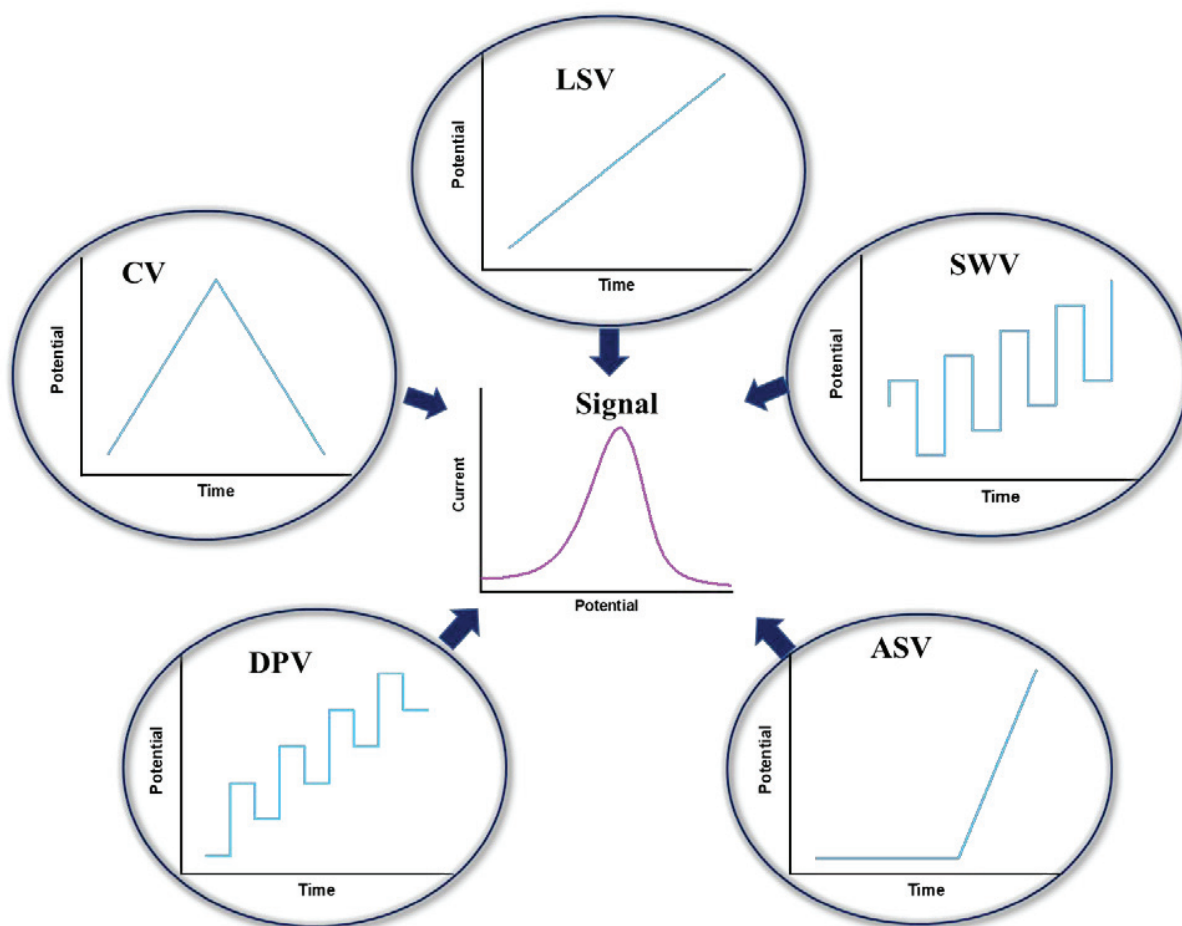 LSV
Potential
Time
CV
Potential
Time
SWV
Potential
Time
Signal
Current
Potential
DPV
Potential
Time
ASV
Potential
Time